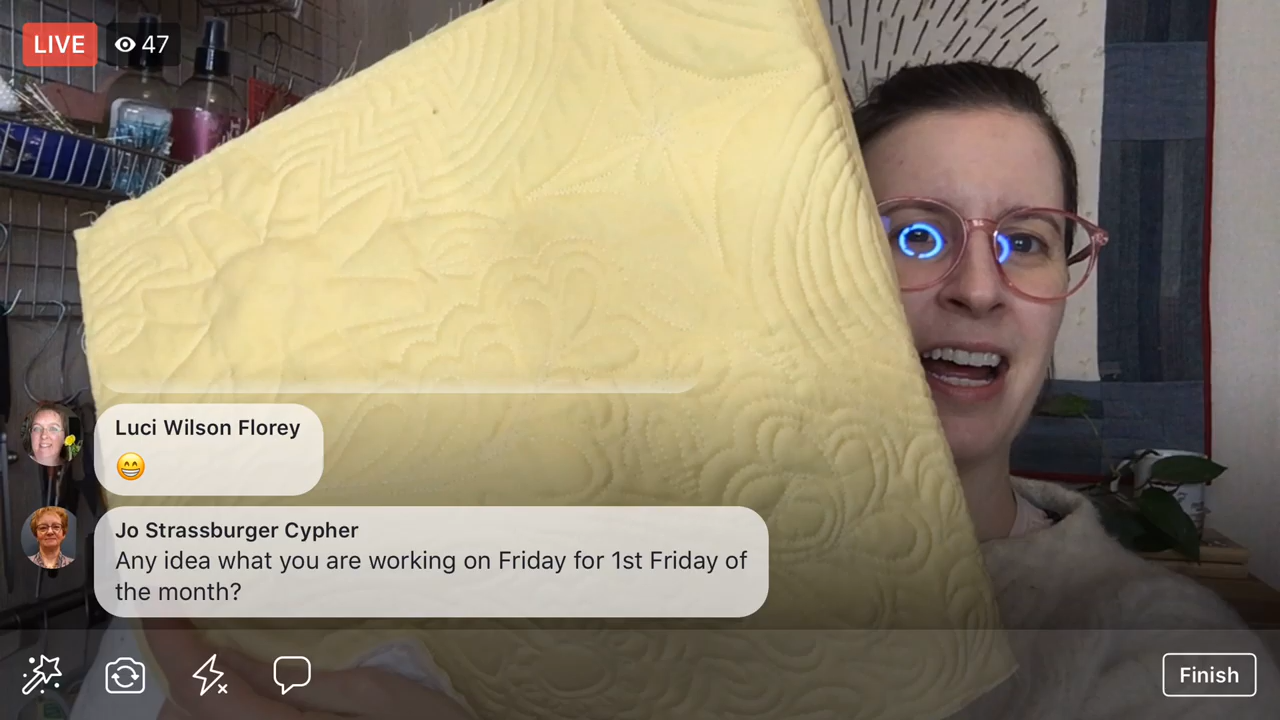 LIVE 47
Luci Wilson Florey
😁
Jo Strassburger Cypher
Any idea what you are working on Friday for 1st Friday of
the month?
Finish